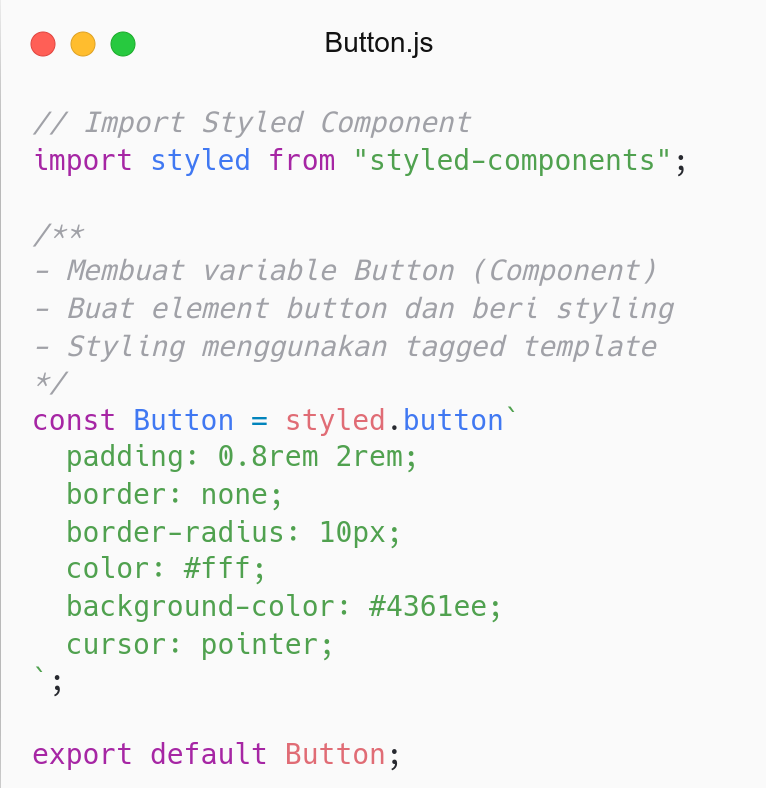 Button.js
// Import Styled Component
import styled from "styled-components";
/**
- Membuat variable Button (Component)
- Buat element button dan beri styling
- Styling menggunakan tagged template
*/
const Button = styled.button`
  padding: 0.8rem 2rem;
  border: none;
  border-radius: 10px;
  color: #fff;
  background-color: #4361ee;
  cursor: pointer;
`;
export default Button;